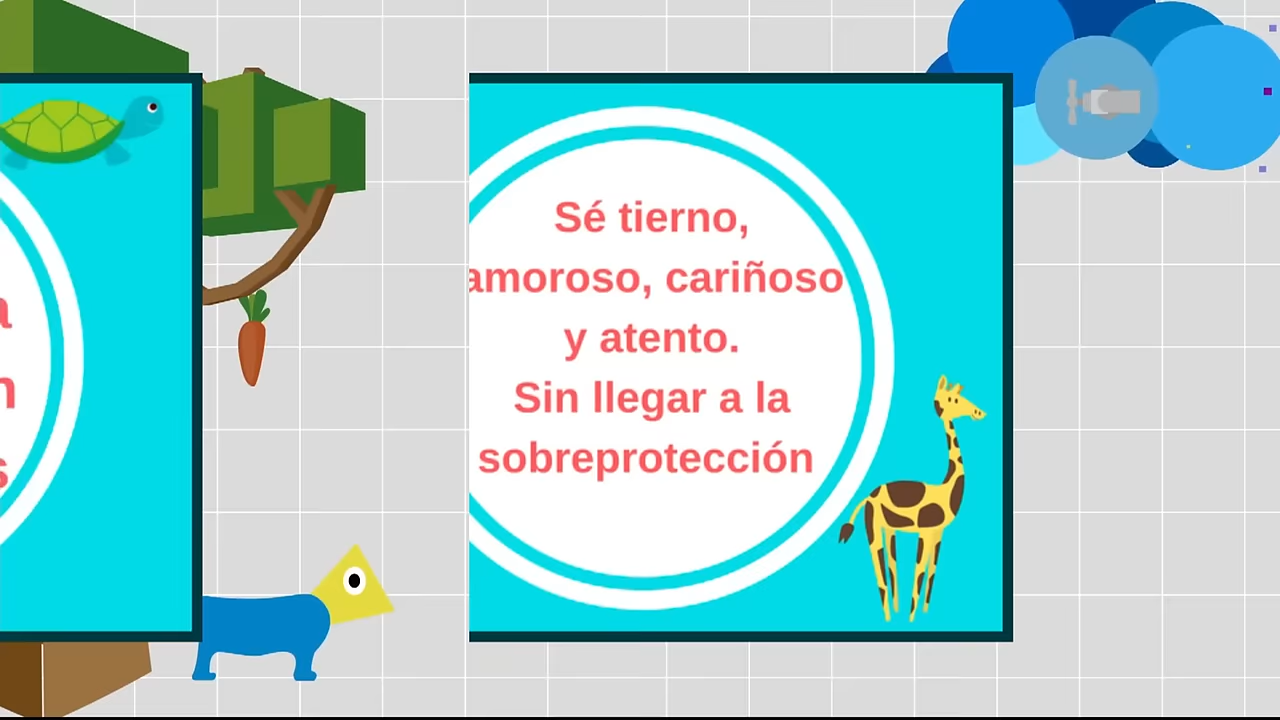 Sé tierno,
amoroso, cariñoso
y atento.
Sin llegar a la
sobreprotección